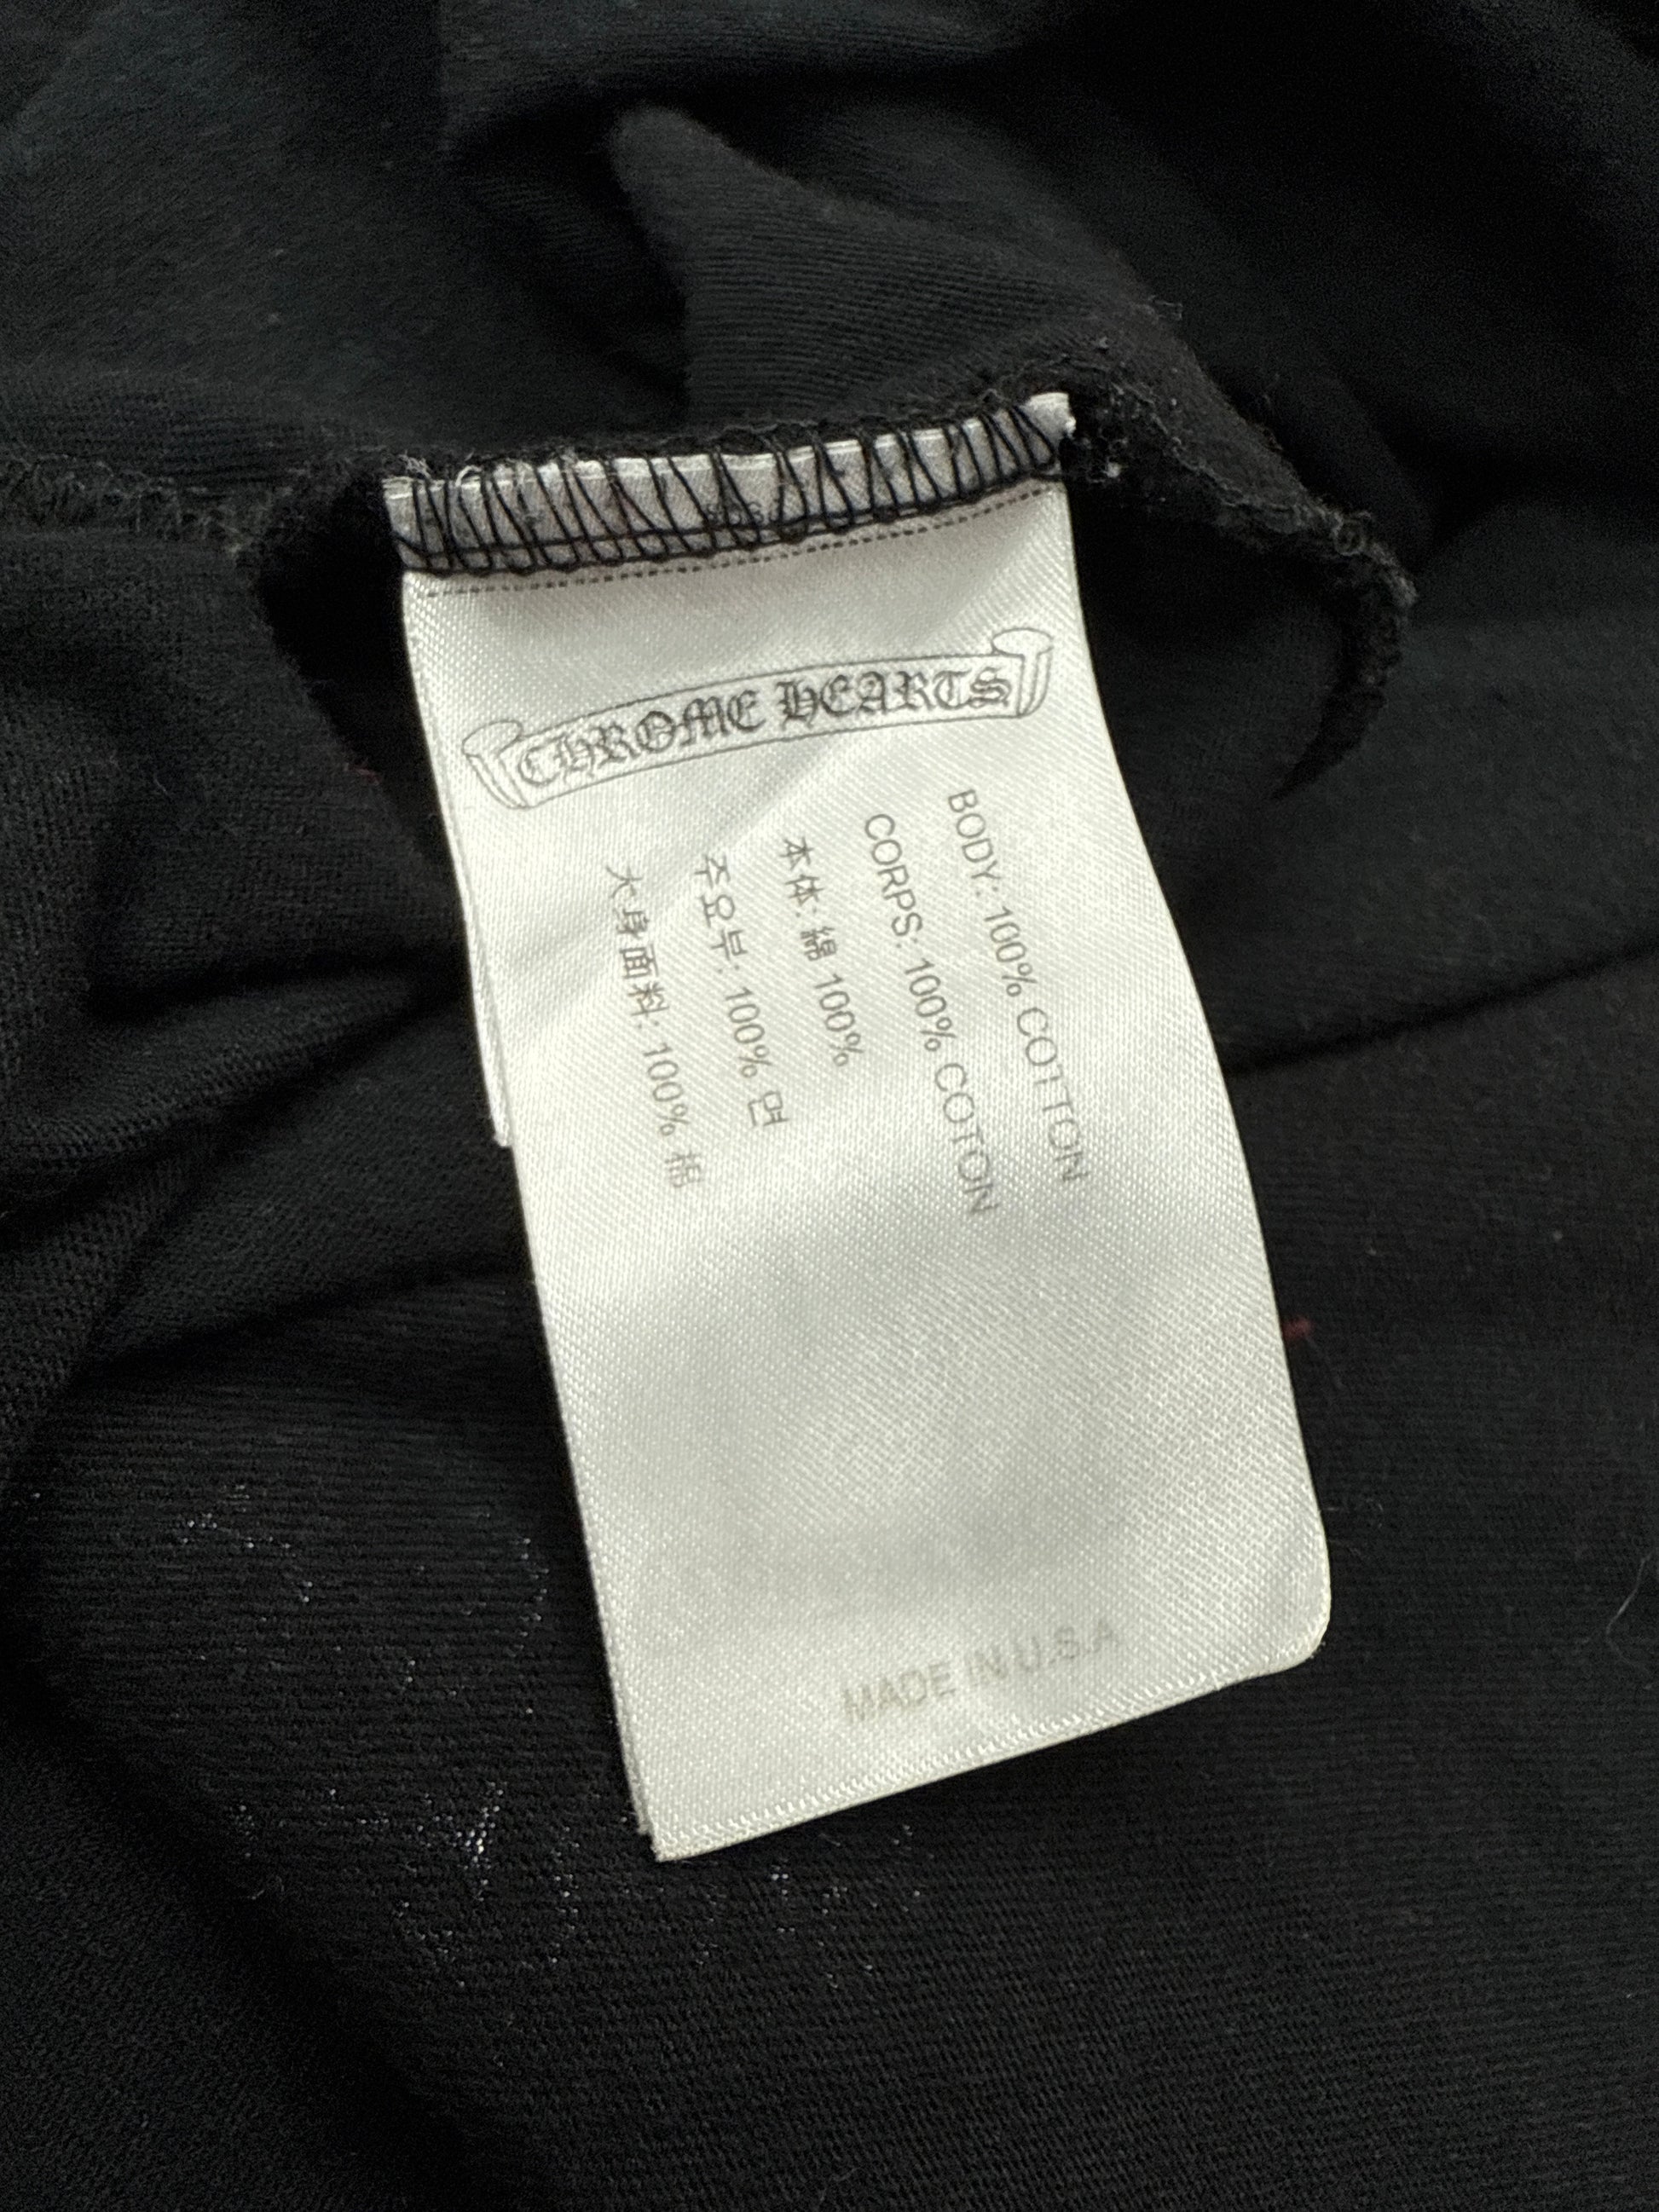 CHROME HEARTS
BODY: 100% COTTON
CORPS: 100% COTON
本体: 綿 100%
주요부: 100% 면
大身面料: 100% 棉
MADE IN U.S.A